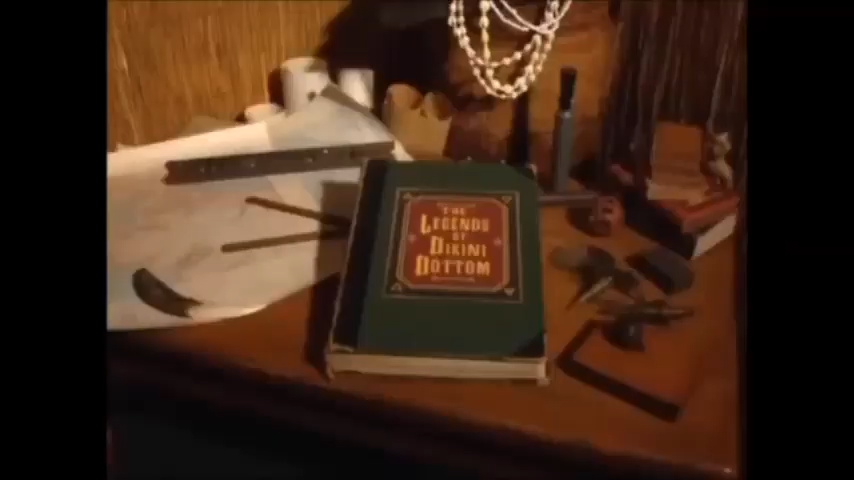 THE
LEGENDS
OF
BIKINI
BOTTOM